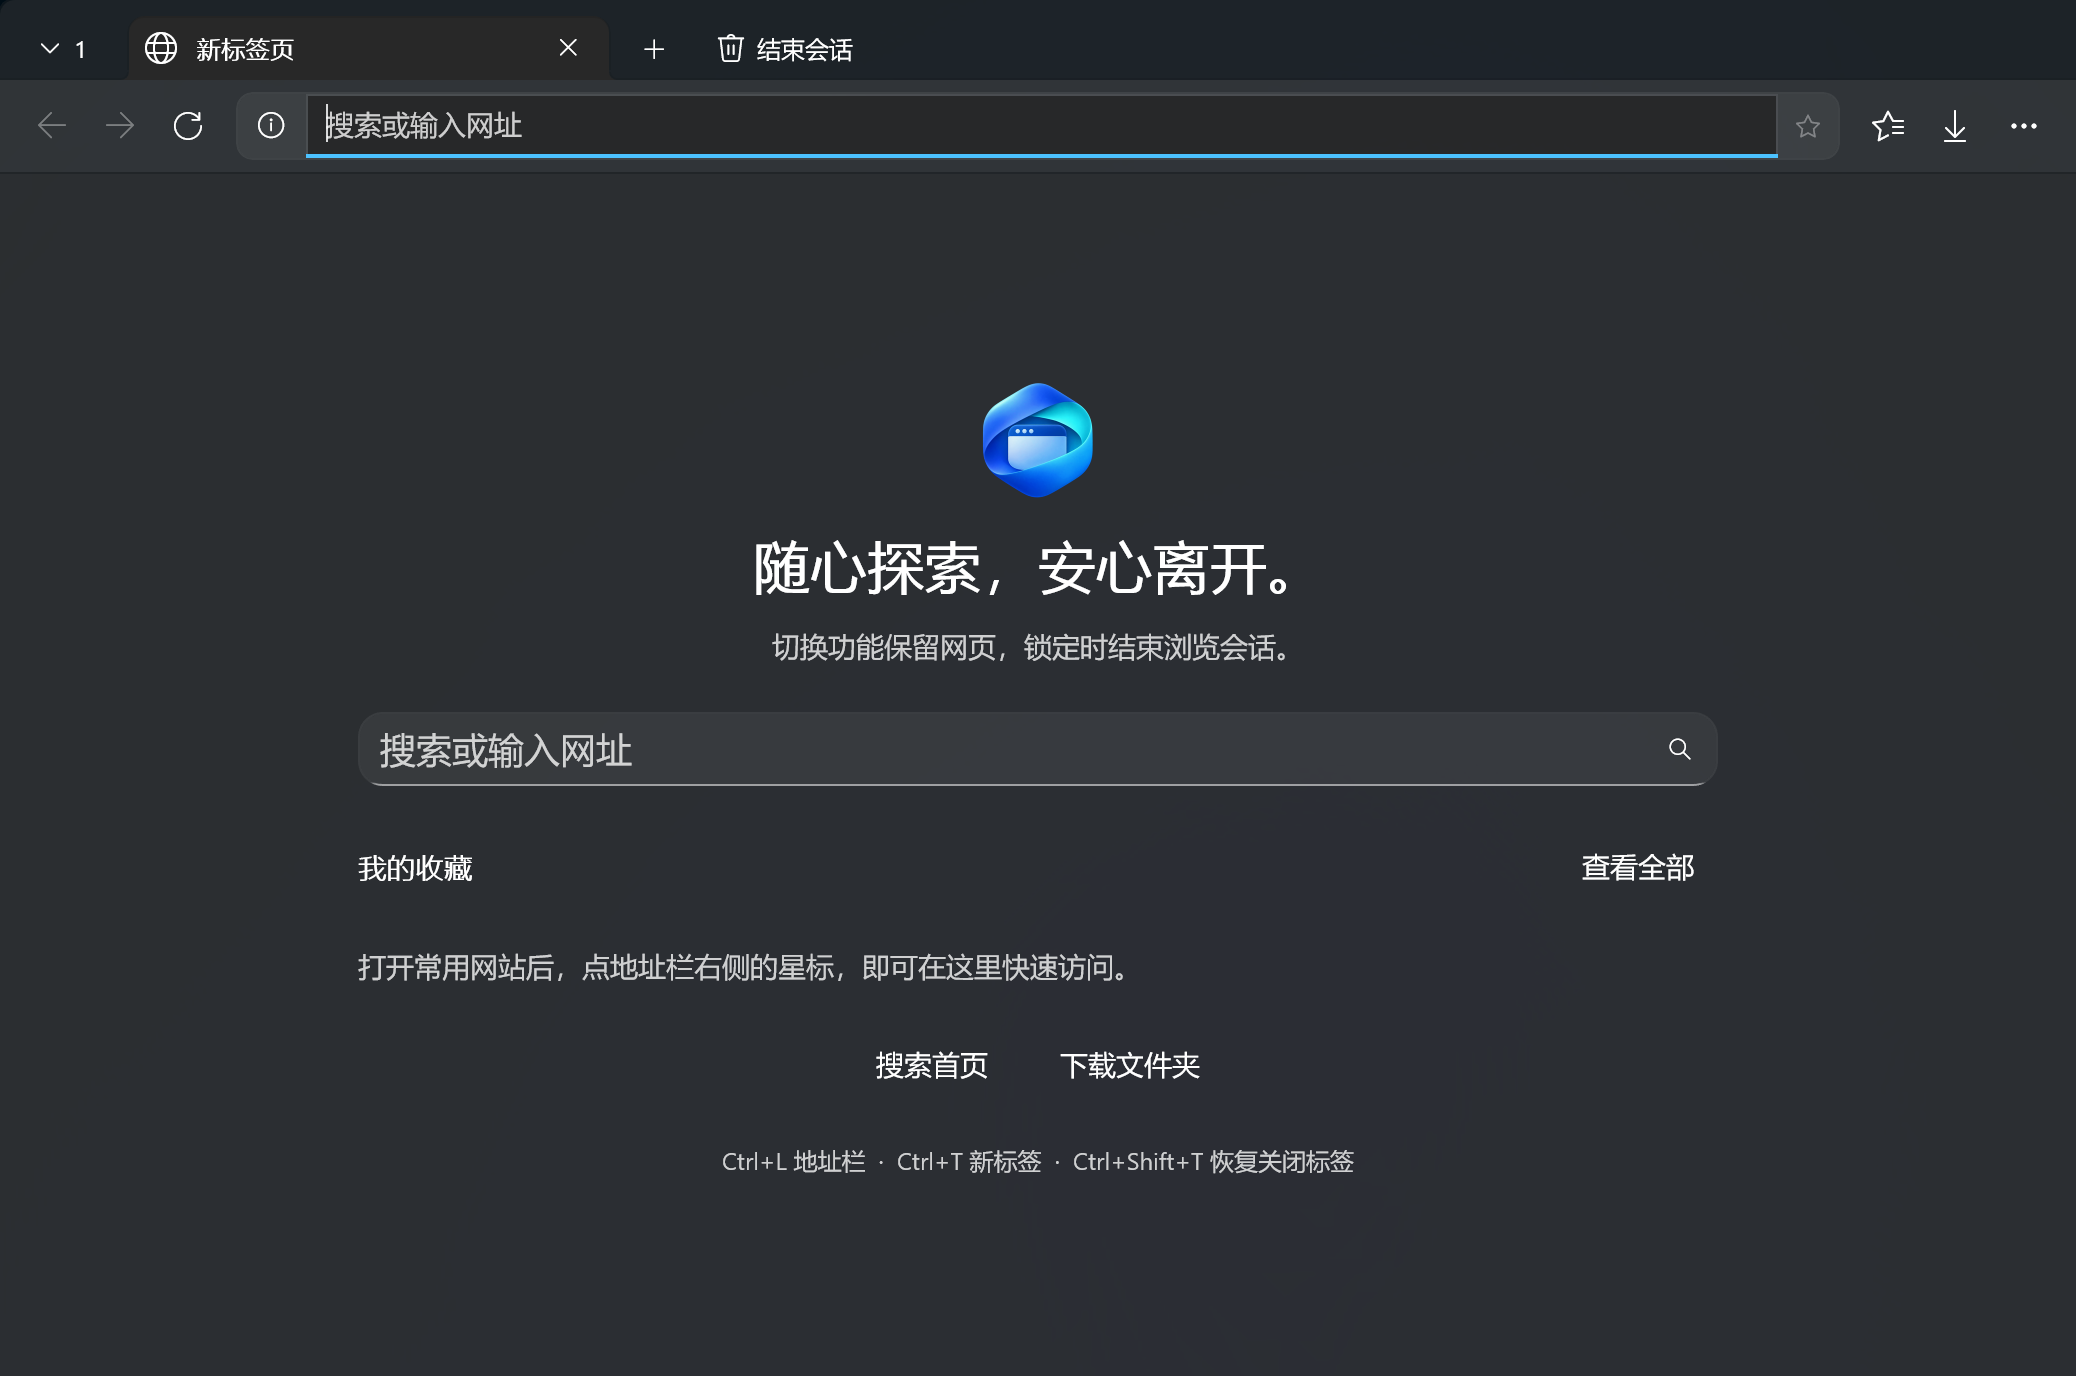 1
新标签页
结束会话
搜索或输入网址
随心探索，安心离开。
切换功能保留网页，锁定时结束浏览会话。
搜索或输入网址
我的收藏
查看全部
打开常用网站后，点地址栏右侧的星标，即可在这里快速访问。
搜索首页
下载文件夹
Ctrl+L 地址栏 · Ctrl+T 新标签 · Ctrl+Shift+T 恢复关闭标签